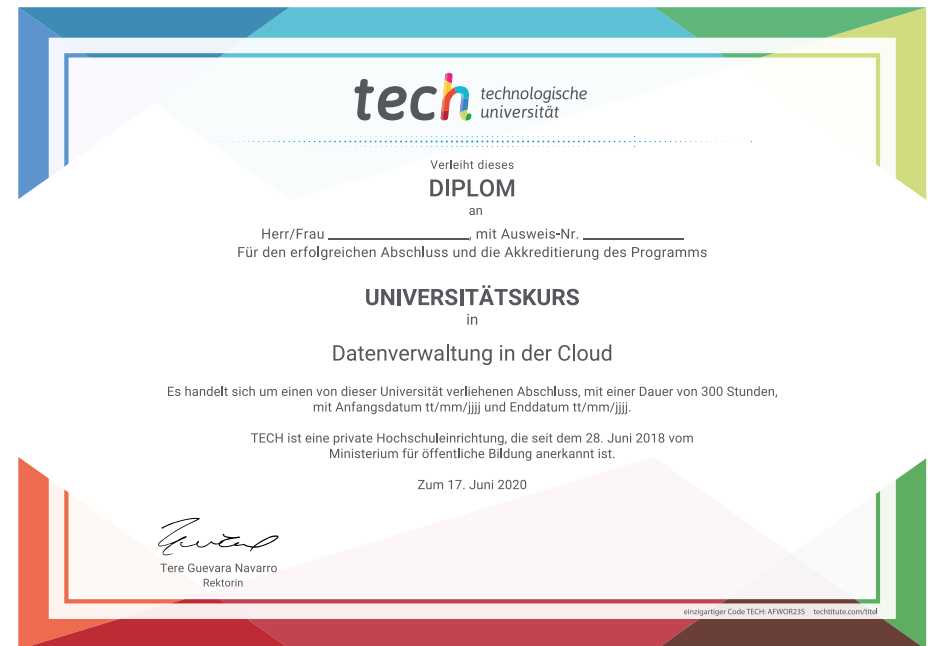 tech technologische
universität
Verleiht dieses
DIPLOM
an
Herr/Frau ____________, mit Ausweis-Nr. ____________
Für den erfolgreichen Abschluss und die Akkreditierung des Programms
UNIVERSITÄTSKURS
in
Datenverwaltung in der Cloud
Es handelt sich um einen von dieser Universität verliehenen Abschluss, mit einer Dauer von 300 Stunden,
mit Anfangsdatum tt/mm/jjjj und Enddatum tt/mm/jjjj.
TECH ist eine private Hochschuleinrichtung, die seit dem 28. Juni 2018 vom
Ministerium für öffentliche Bildung anerkannt ist.
Zum 17. Juni 2020
Tere Guevara Navarro
Rektorin
einzigartiger Code TECH: AFWOR23S techtitute.com/titel